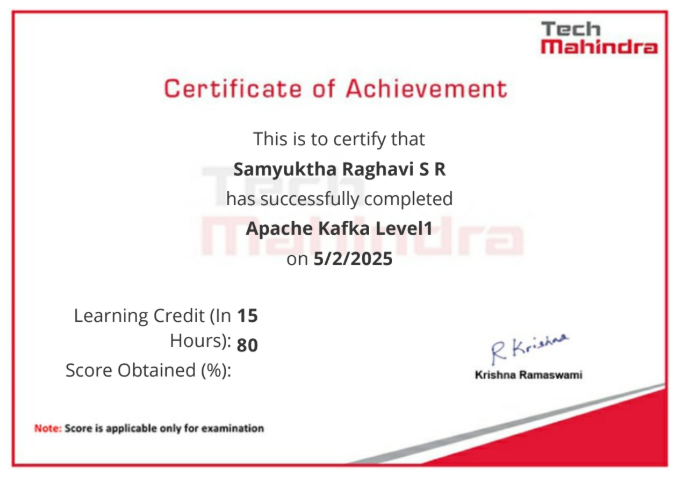 Tech
Mahindra
Certificate of Achievement
This is to certify that
Samyuktha Raghavi S R
has successfully completed
Apache Kafka Level1
on 5/2/2025
Tech
Mahindra
Learning Credit (In 15
Hours): 80
Score Obtained (%):
R Krishna
Krishna Ramaswami
Note: Score is applicable only for examination